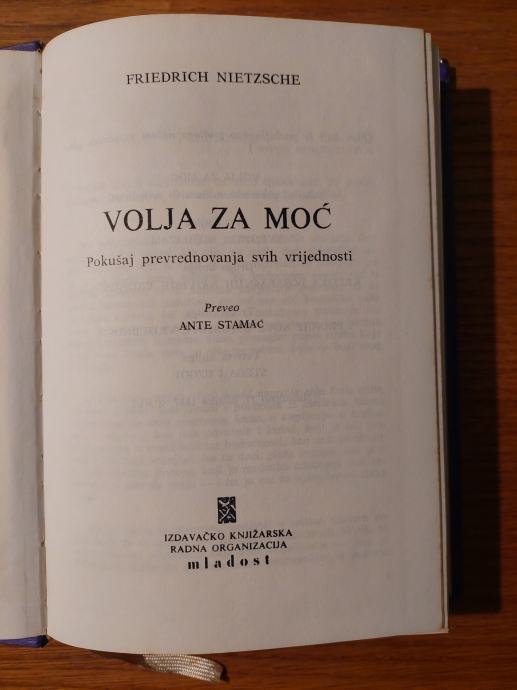 FRIEDRICH NIETZSCHE
VOLJA ZA MOĆ
Pokušaj prevrednovanja svih vrijednosti
Preveo
ANTE STAMAĆ
IZDAVAČKO KNJIŽARSKA
RADNA ORGANIZACIJA
mladost